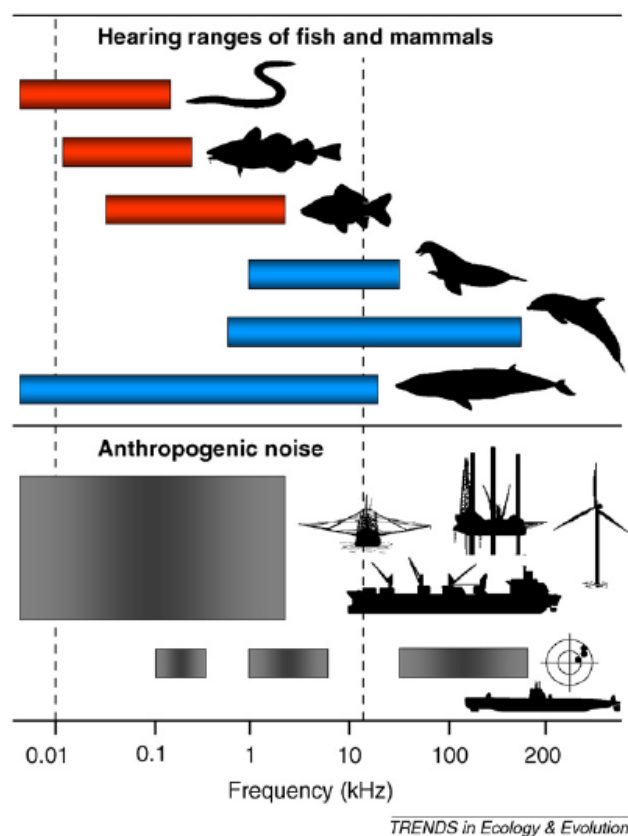 Hearing ranges of fish and mammals
Anthropogenic noise
0.01 0.1 1 10 100 200
Frequency (kHz)
TRENDS in Ecology & Evolution